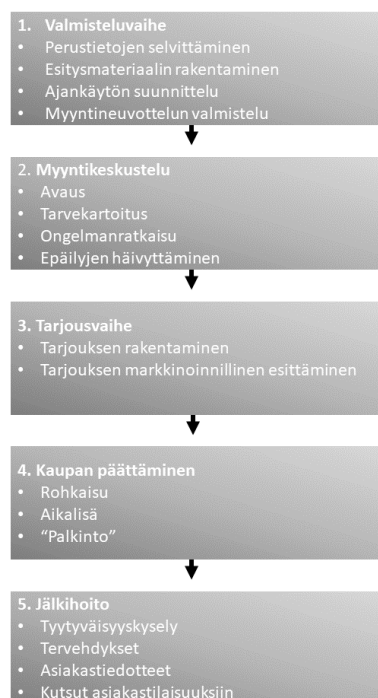 1. Valmisteluvaihe
• Perustietojen selvittäminen
• Esitysmateriaalin rakentaminen
• Ajankäytön suunnittelu
• Myyntineuvottelun valmistelu
2. Myyntikeskustelu
• Avaus
• Tarvekartoitus
• Ongelmanratkaisu
• Epäilyjen häivyttäminen
3. Tarjousvaihe
• Tarjouksen rakentaminen
• Tarjouksen markkinoinnillinen esittäminen
4. Kaupan päättäminen
• Rohkaisu
• Aikalisä
• “Palkinto”
5. Jälkihoito
• Tyytyväisyyskysely
• Tervehdykset
• Asiakastiedotteet
• Kutsut asiakastilaisuuksiin